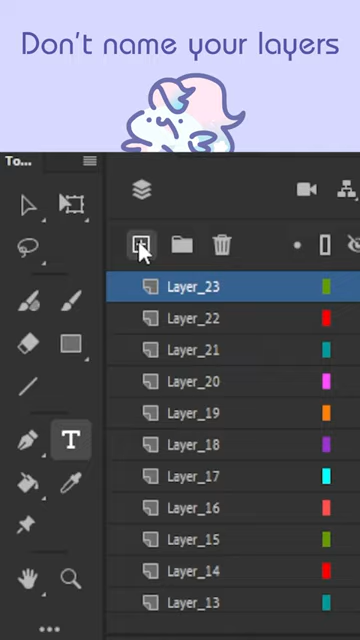 Don't name your layers
To...
Layer_23
Layer_22
Layer_21
Layer_20
Layer_19
Layer_18
Layer_17
Layer_16
Layer_15
Layer_14
Layer_13